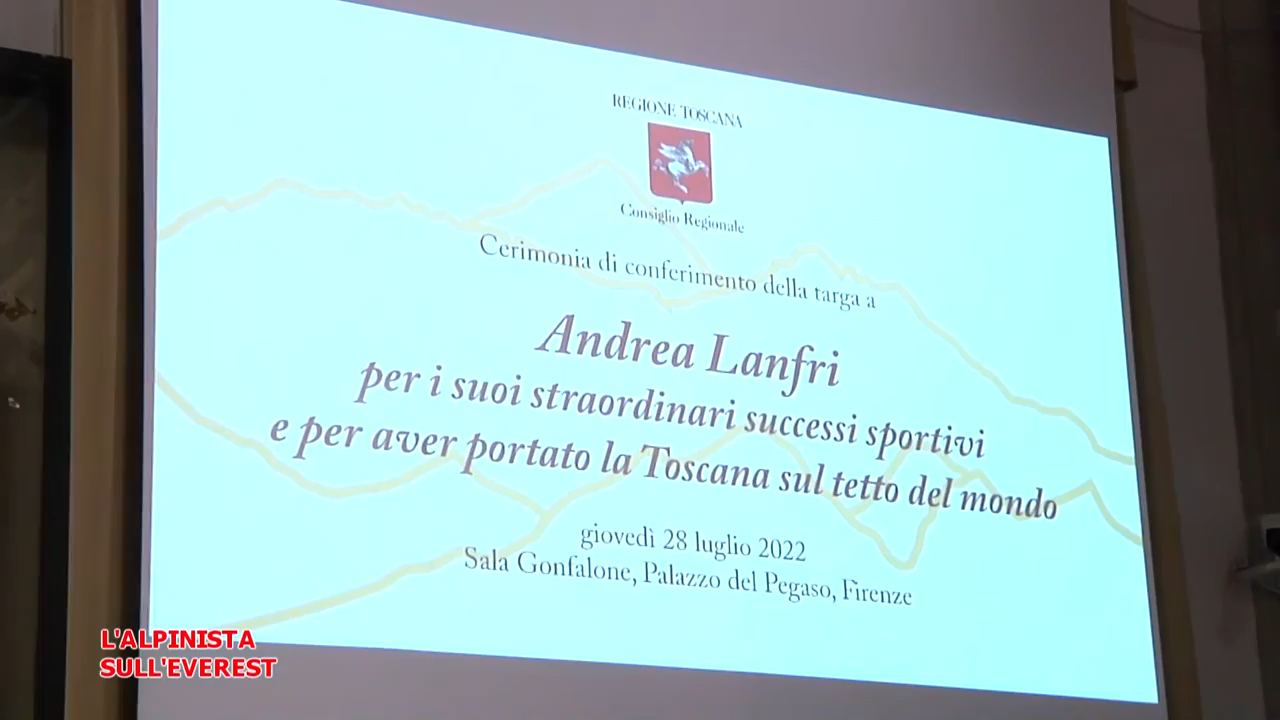 REGIONE TOSCANA
Consiglio Regionale
Cerimonia di conferimento della targa a
Andrea Lanfri
per i suoi straordinari successi sportivi
e per aver portato la Toscana sul tetto del mondo
giovedì 28 luglio 2022
Sala Gonfalone, Palazzo del Pegaso, Firenze
L'ALPINISTA
SULL'EVEREST